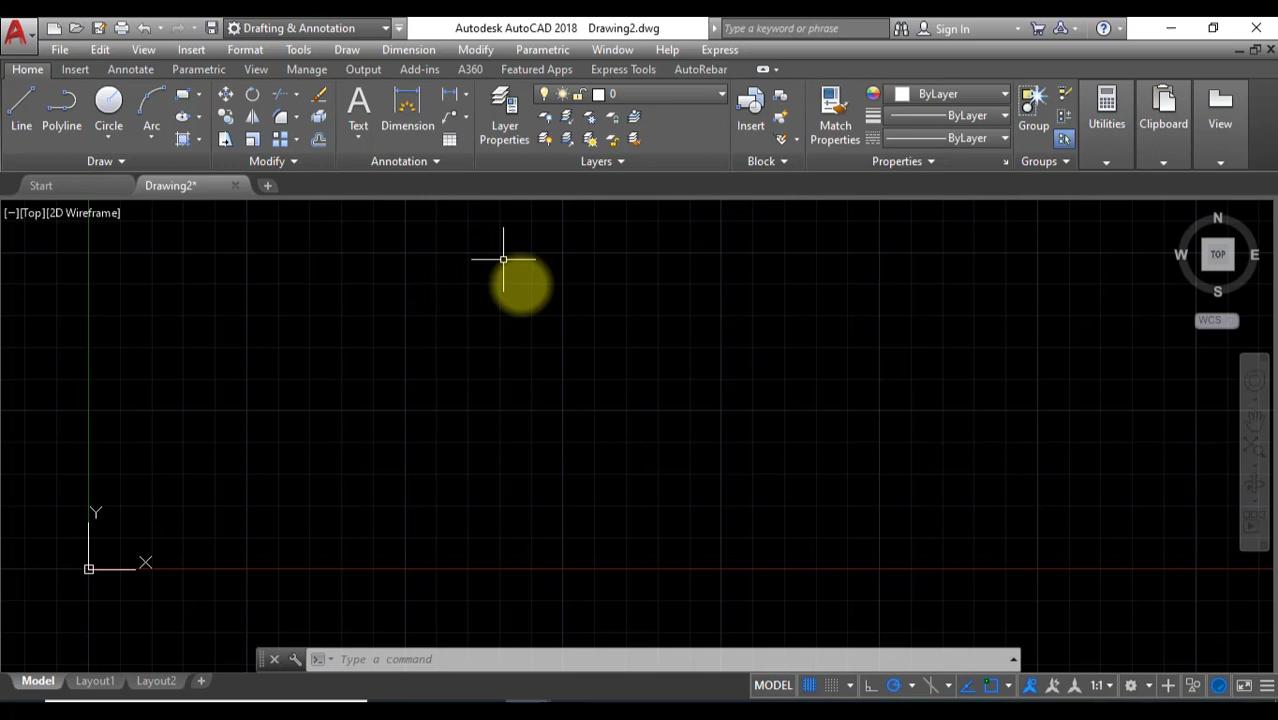 Drafting & Annotation
Autodesk AutoCAD 2018 Drawing2.dwg
Type a keyword or phrase
Sign In
File Edit View Insert Format Tools Draw Dimension Modify Parametric Window Help Express
Home Insert Annotate Parametric View Manage Output Add-ins A360 Featured Apps Express Tools AutoRebar
0
ByLayer
ByLayer
ByLayer
Line Polyline Circle Arc
Text Dimension
Layer
Properties
Insert
Match
Properties
Group
Utilities
Clipboard
View
Draw Modify Annotation Layers Block Properties Groups
Start Drawing2*
[−][Top][2D Wireframe]
N
W TOP E
S
WCS
Y
X
Type a command
Model Layout1 Layout2
MODEL 1:1